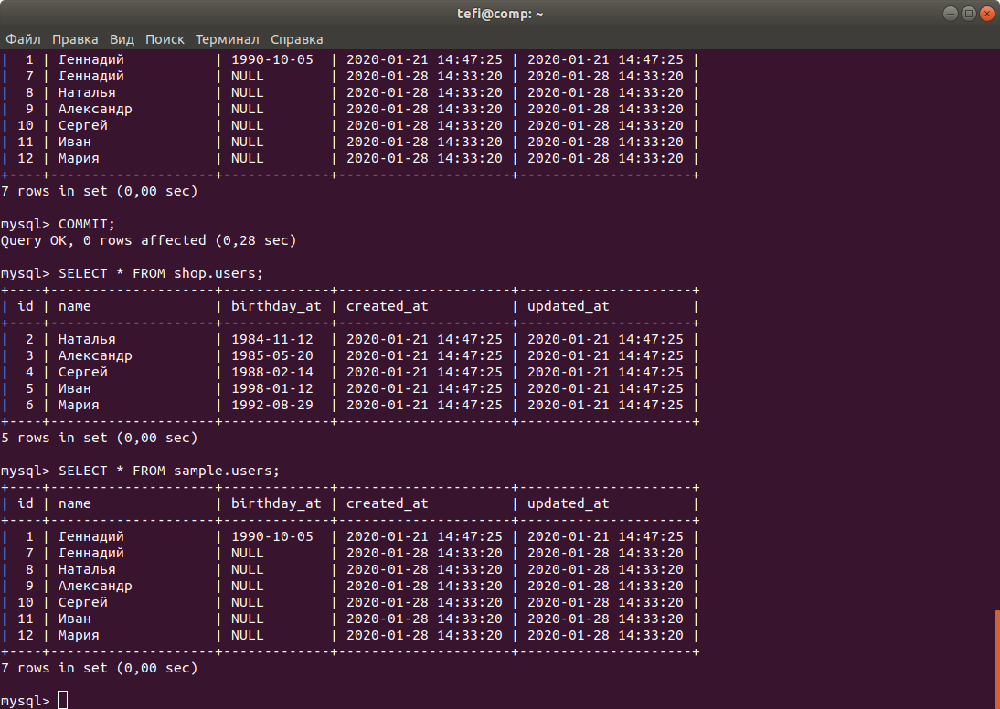 tefi@comp: ~
Файл Правка Вид Поиск Терминал Справка
|  1 | Геннадий           | 1990-10-05  | 2020-01-21 14:47:25 | 2020-01-21 14:47:25 |
|  7 | Геннадий           | NULL        | 2020-01-28 14:33:20 | 2020-01-28 14:33:20 |
|  8 | Наталья            | NULL        | 2020-01-28 14:33:20 | 2020-01-28 14:33:20 |
|  9 | Александр          | NULL        | 2020-01-28 14:33:20 | 2020-01-28 14:33:20 |
| 10 | Сергей             | NULL        | 2020-01-28 14:33:20 | 2020-01-28 14:33:20 |
| 11 | Иван               | NULL        | 2020-01-28 14:33:20 | 2020-01-28 14:33:20 |
| 12 | Мария              | NULL        | 2020-01-28 14:33:20 | 2020-01-28 14:33:20 |
+----+--------------------+-------------+---------------------+---------------------+
7 rows in set (0,00 sec)
mysql> COMMIT;
Query OK, 0 rows affected (0,28 sec)
mysql> SELECT * FROM shop.users;
+----+--------------------+-------------+---------------------+---------------------+
| id | name               | birthday_at | created_at          | updated_at          |
+----+--------------------+-------------+---------------------+---------------------+
|  2 | Наталья            | 1984-11-12  | 2020-01-21 14:47:25 | 2020-01-21 14:47:25 |
|  3 | Александр          | 1985-05-20  | 2020-01-21 14:47:25 | 2020-01-21 14:47:25 |
|  4 | Сергей             | 1988-02-14  | 2020-01-21 14:47:25 | 2020-01-21 14:47:25 |
|  5 | Иван               | 1998-01-12  | 2020-01-21 14:47:25 | 2020-01-21 14:47:25 |
|  6 | Мария              | 1992-08-29  | 2020-01-21 14:47:25 | 2020-01-21 14:47:25 |
+----+--------------------+-------------+---------------------+---------------------+
5 rows in set (0,00 sec)
mysql> SELECT * FROM sample.users;
+----+--------------------+-------------+---------------------+---------------------+
| id | name               | birthday_at | created_at          | updated_at          |
+----+--------------------+-------------+---------------------+---------------------+
|  1 | Геннадий           | 1990-10-05  | 2020-01-21 14:47:25 | 2020-01-21 14:47:25 |
|  7 | Геннадий           | NULL        | 2020-01-28 14:33:20 | 2020-01-28 14:33:20 |
|  8 | Наталья            | NULL        | 2020-01-28 14:33:20 | 2020-01-28 14:33:20 |
|  9 | Александр          | NULL        | 2020-01-28 14:33:20 | 2020-01-28 14:33:20 |
| 10 | Сергей             | NULL        | 2020-01-28 14:33:20 | 2020-01-28 14:33:20 |
| 11 | Иван               | NULL        | 2020-01-28 14:33:20 | 2020-01-28 14:33:20 |
| 12 | Мария              | NULL        | 2020-01-28 14:33:20 | 2020-01-28 14:33:20 |
+----+--------------------+-------------+---------------------+---------------------+
7 rows in set (0,00 sec)
mysql>